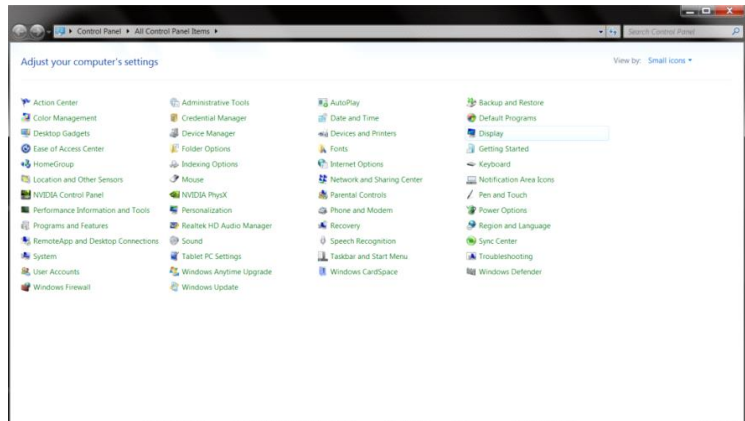 Control Panel ▸ All Control Panel Items ▸ Search Control Panel
Adjust your computer's settings View by: Small icons
Action Center Administrative Tools AutoPlay Backup and Restore
Color Management Credential Manager Date and Time Default Programs
Desktop Gadgets Device Manager Devices and Printers Display
Ease of Access Center Folder Options Fonts Getting Started
HomeGroup Indexing Options Internet Options Keyboard
Location and Other Sensors Mouse Network and Sharing Center Notification Area Icons
NVIDIA Control Panel NVIDIA PhysX Parental Controls Pen and Touch
Performance Information and Tools Personalization Phone and Modem Power Options
Programs and Features Realtek HD Audio Manager Recovery Region and Language
RemoteApp and Desktop Connections Sound Speech Recognition Sync Center
System Tablet PC Settings Taskbar and Start Menu Troubleshooting
User Accounts Windows Anytime Upgrade Windows CardSpace Windows Defender
Windows Firewall Windows Update